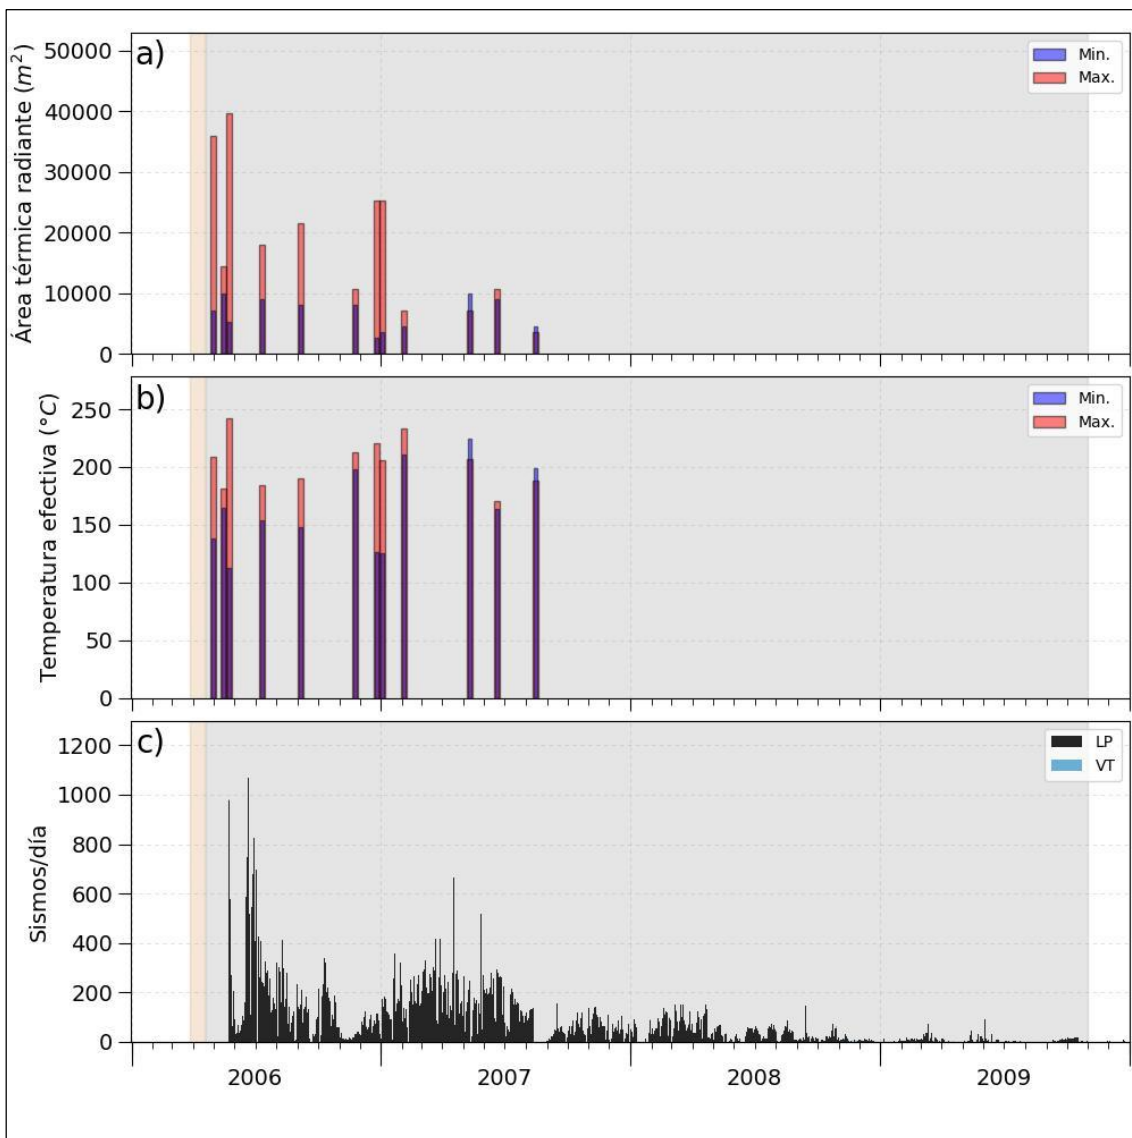 a)
Área térmica radiante (m²)
50000
40000
30000
20000
10000
0
Min.
Max.
b)
Temperatura efectiva (°C)
250
200
150
100
50
0
Min.
Max.
c)
Sismos/día
1200
1000
800
600
400
200
0
LP
VT
2006
2007
2008
2009